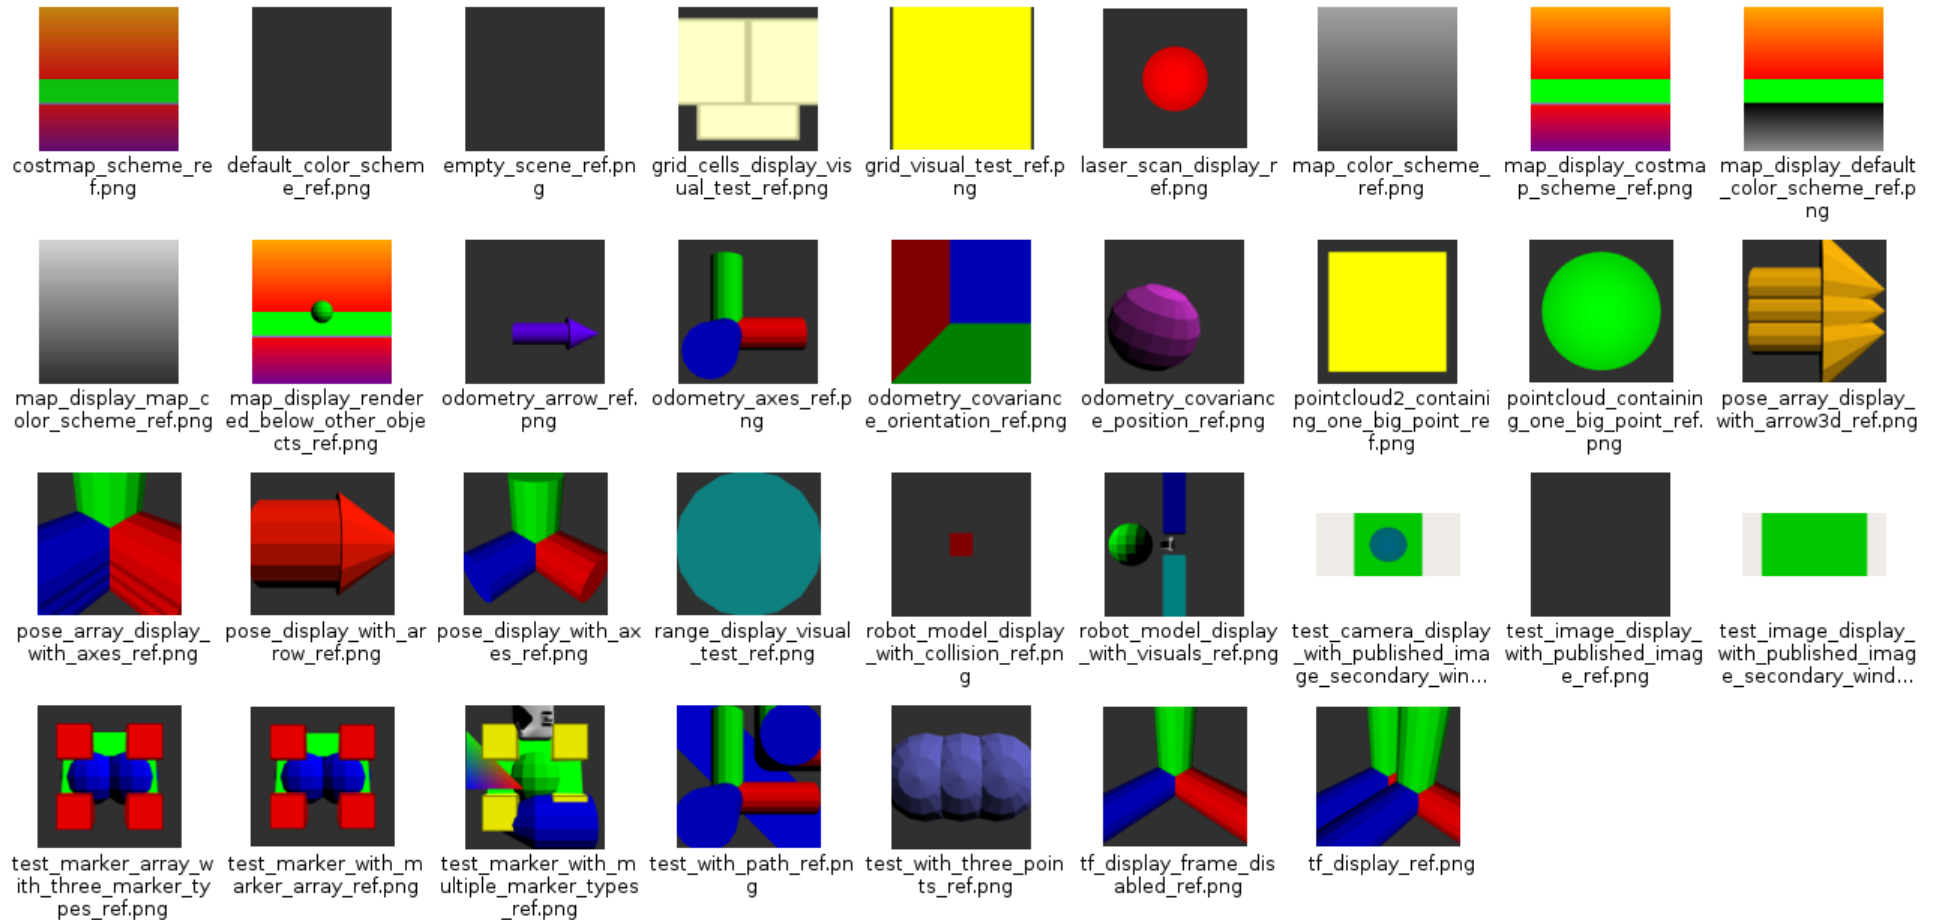 costmap_scheme_re
f.png
default_color_schem
e_ref.png
empty_scene_ref.pn
g
grid_cells_display_vis
ual_test_ref.png
grid_visual_test_ref.p
ng
laser_scan_display_r
ef.png
map_color_scheme_
ref.png
map_display_costma
p_scheme_ref.png
map_display_default
_color_scheme_ref.p
ng
map_display_map_c
olor_scheme_ref.png
map_display_render
ed_below_other_obje
cts_ref.png
odometry_arrow_ref.
png
odometry_axes_ref.p
ng
odometry_covarianc
e_orientation_ref.png
odometry_covarianc
e_position_ref.png
pointcloud2_containi
ng_one_big_point_re
f.png
pointcloud_containin
g_one_big_point_ref.
png
pose_array_display_
with_arrow3d_ref.png
pose_array_display_
with_axes_ref.png
pose_display_with_ar
row_ref.png
pose_display_with_ax
es_ref.png
range_display_visual
_test_ref.png
robot_model_display
_with_collision_ref.pn
g
robot_model_display
_with_visuals_ref.png
test_camera_display
_with_published_ima
ge_secondary_win...
test_image_display_
with_published_imag
e_ref.png
test_image_display_
with_published_imag
e_secondary_wind...
test_marker_array_w
ith_three_marker_ty
pes_ref.png
test_marker_with_m
arker_array_ref.png
test_marker_with_m
ultiple_marker_types
_ref.png
test_with_path_ref.pn
g
test_with_three_poi
nts_ref.png
tf_display_frame_dis
abled_ref.png
tf_display_ref.png